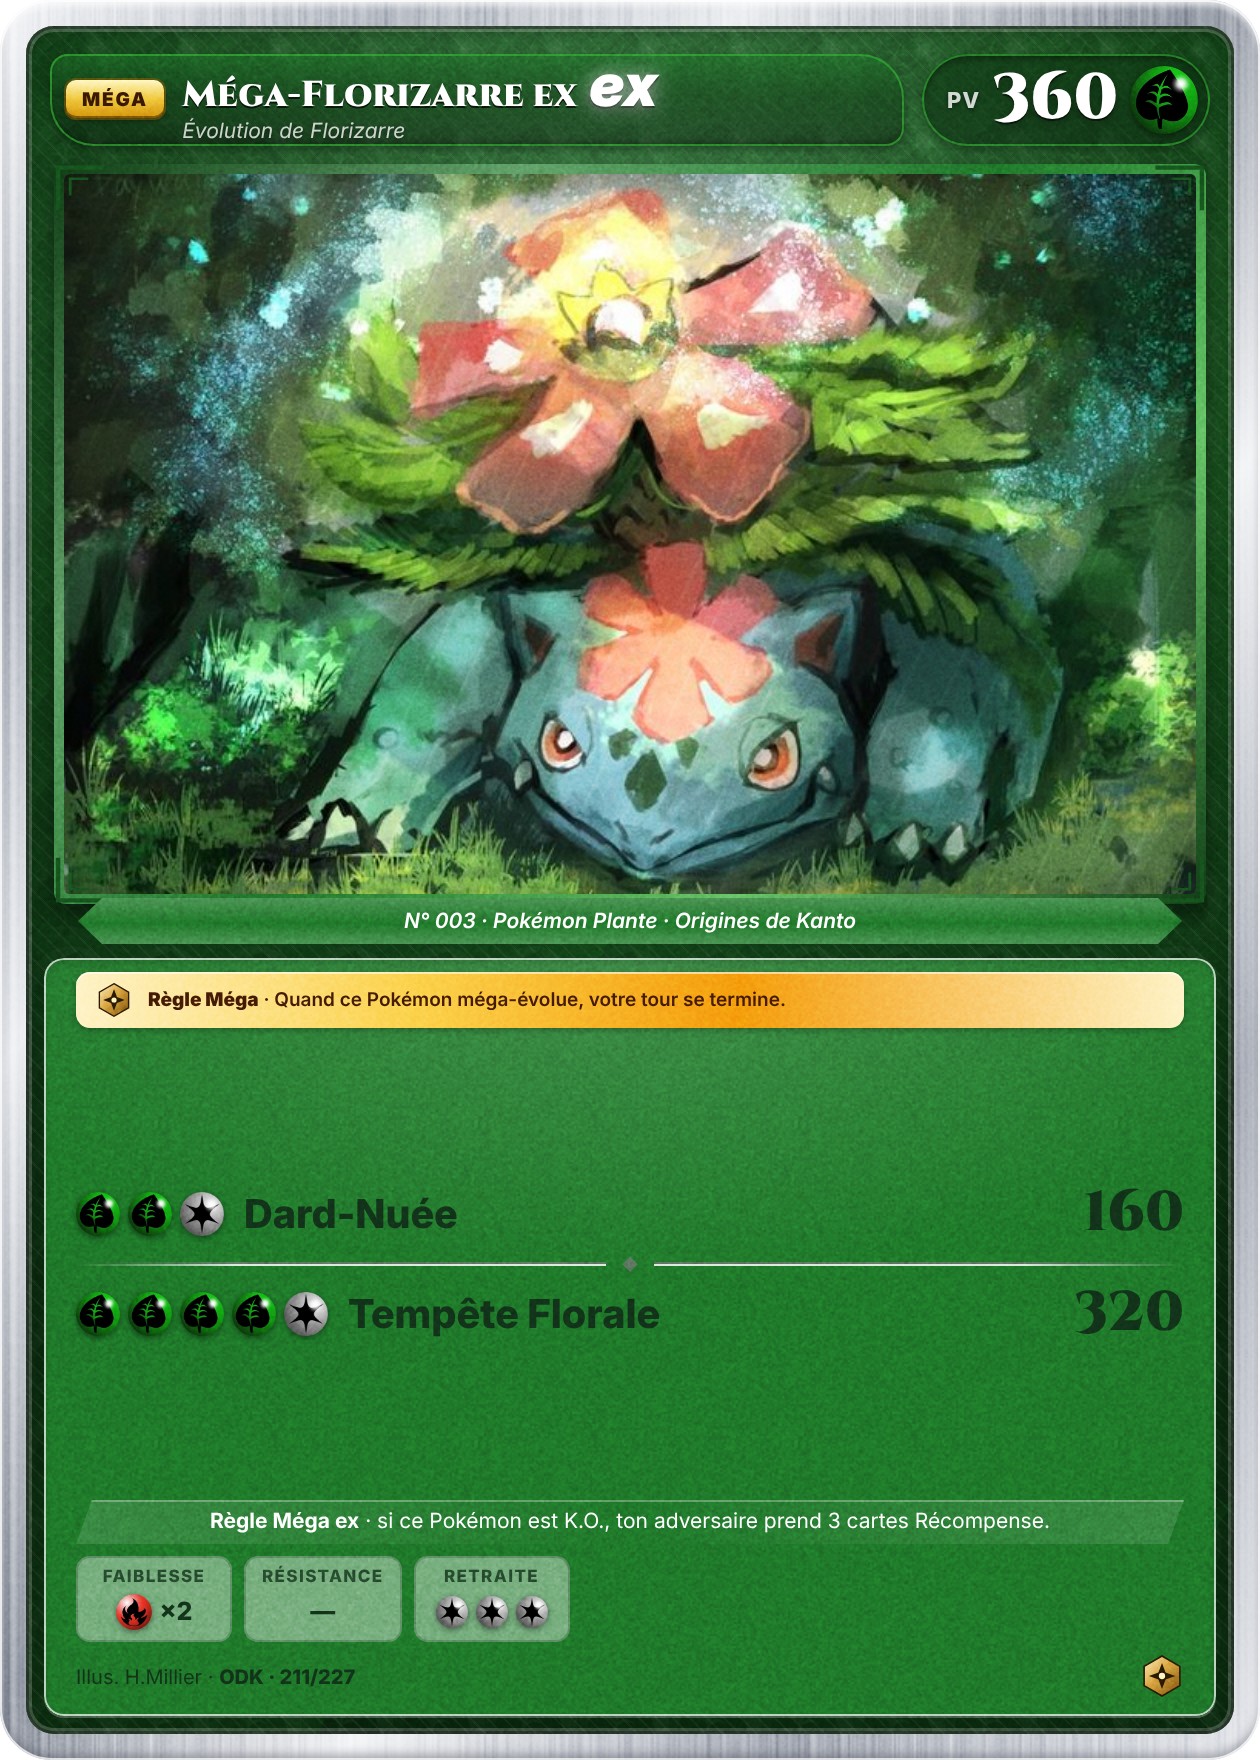 MÉGA
Méga-Florizarre ex ex
Évolution de Florizarre
PV 360
N° 003 · Pokémon Plante · Origines de Kanto
Règle Méga · Quand ce Pokémon méga-évolue, votre tour se termine.
Dard-Nuée 160
Tempête Florale 320
Règle Méga ex · si ce Pokémon est K.O., ton adversaire prend 3 cartes Récompense.
FAIBLESSE RÉSISTANCE RETRAITE
×2 —
Illus. H.Millier · ODK · 211/227